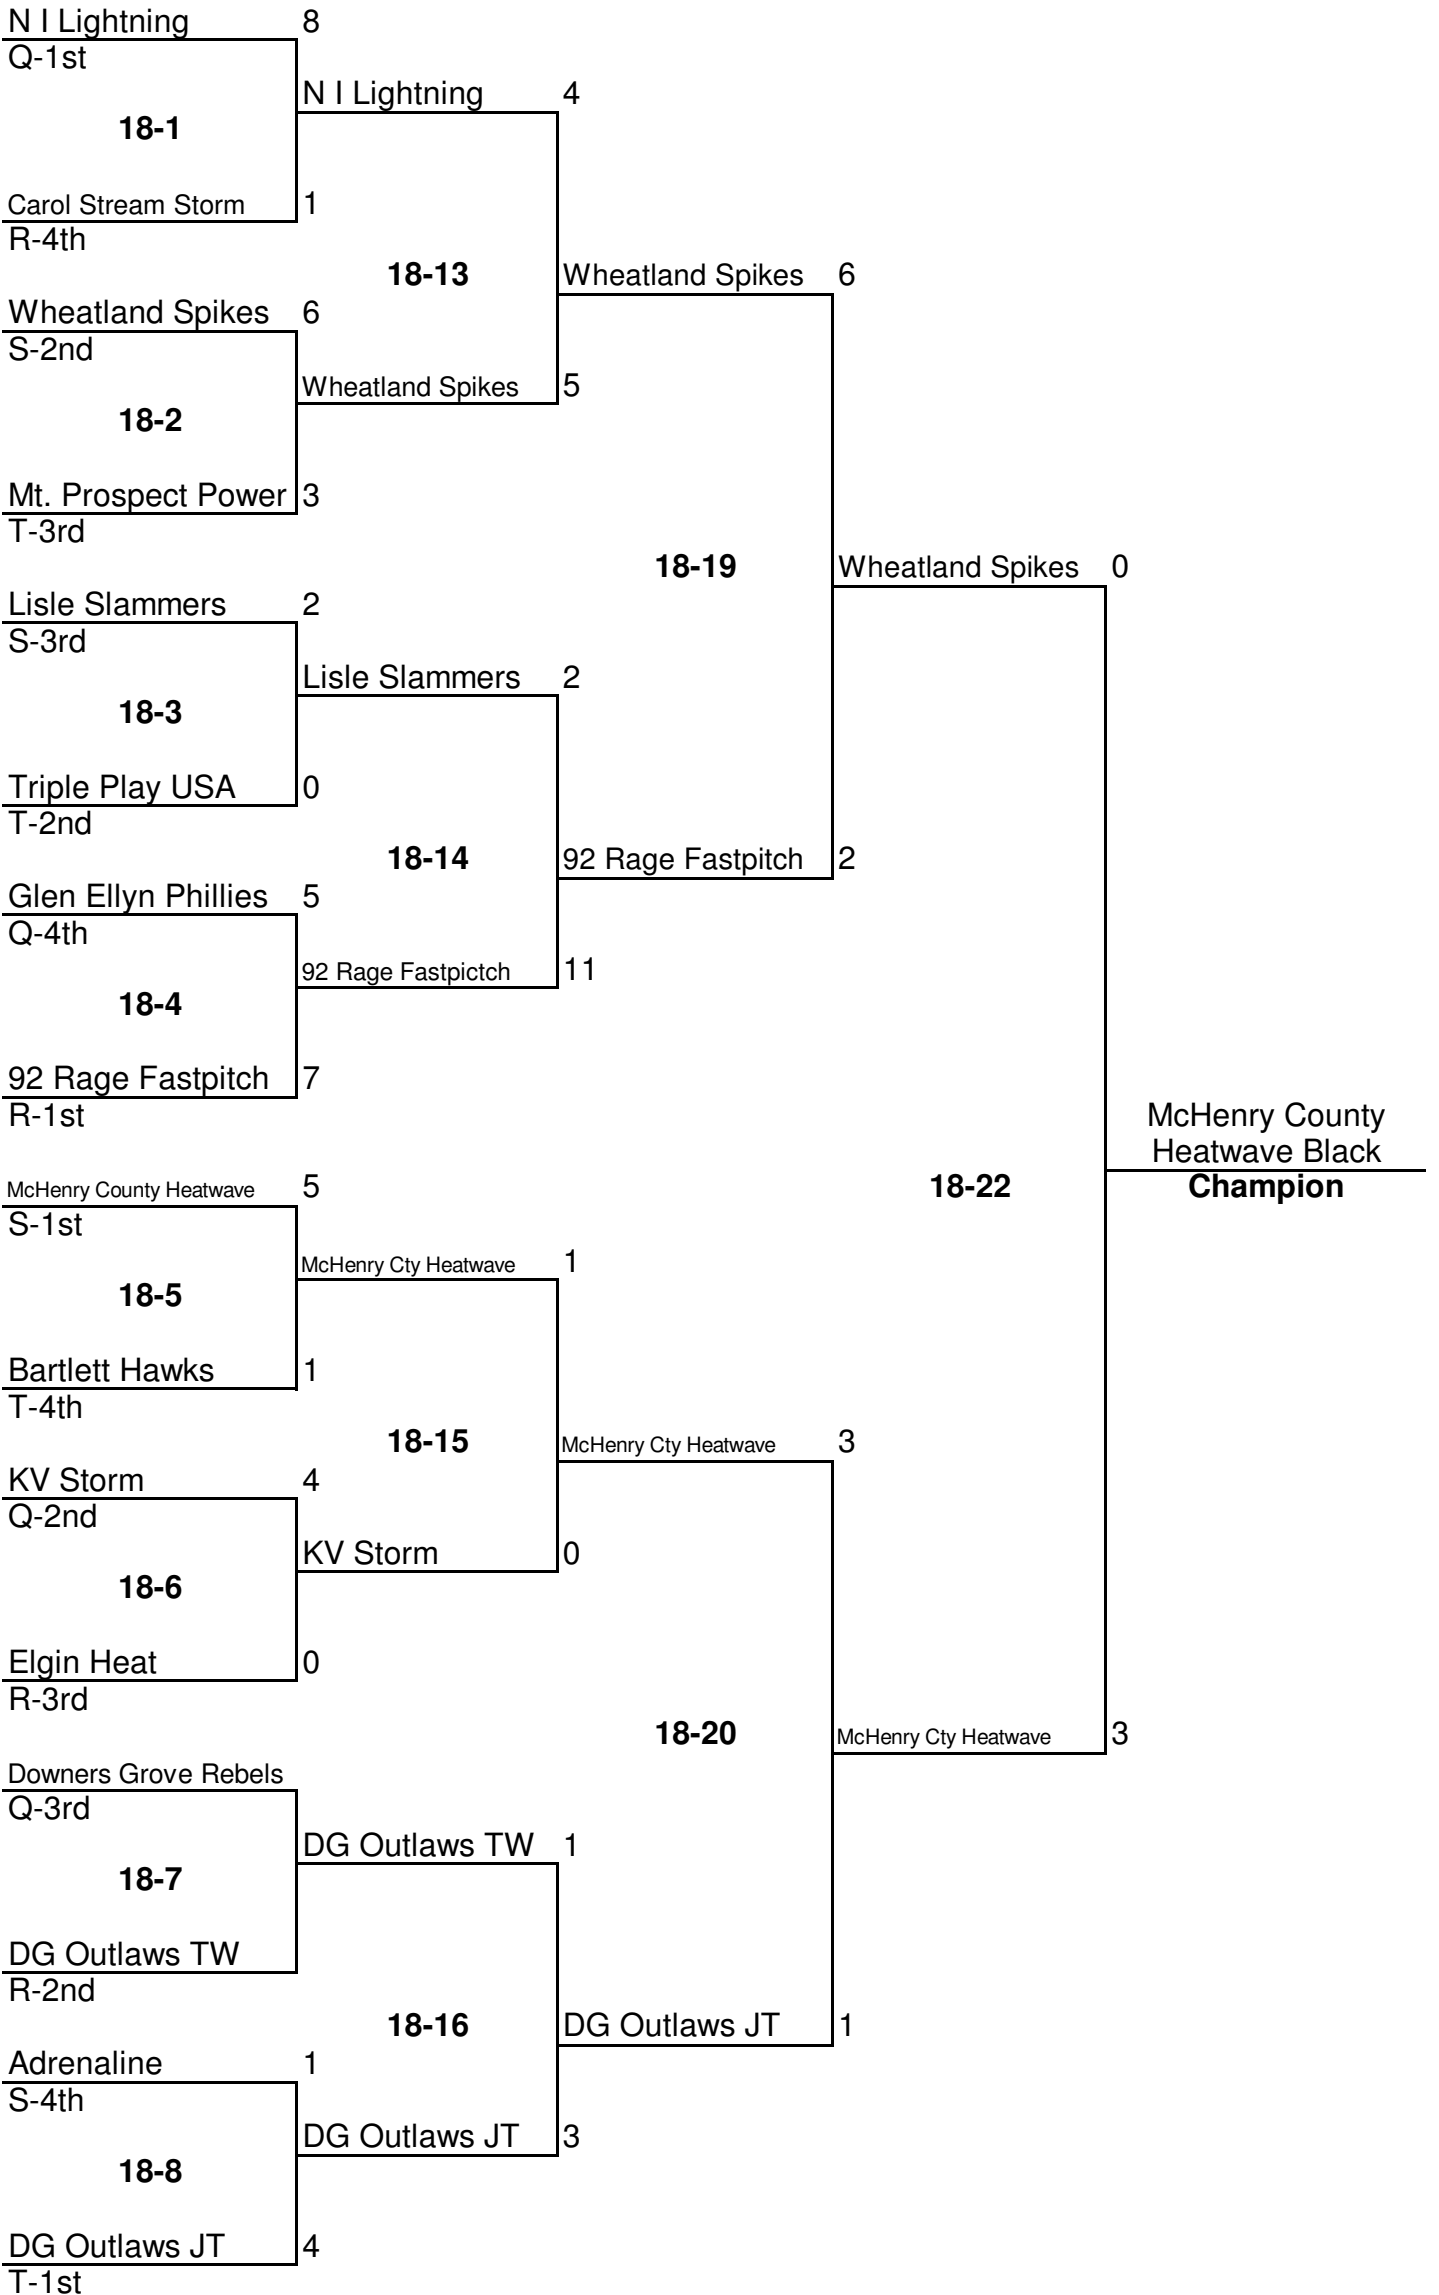 N I Lightning 8
Q-1st
N I Lightning 4
18-1
Carol Stream Storm 1
R-4th
18-13 Wheatland Spikes 6
Wheatland Spikes 6
S-2nd
Wheatland Spikes 5
18-2
Mt. Prospect Power 3
T-3rd
18-19 Wheatland Spikes 0
Lisle Slammers 2
S-3rd
Lisle Slammers 2
18-3
Triple Play USA 0
T-2nd
18-14 92 Rage Fastpitch 2
Glen Ellyn Phillies 5
Q-4th
92 Rage Fastpictch 11
18-4
92 Rage Fastpitch 7
R-1st
McHenry County
Heatwave Black
McHenry County Heatwave 5
18-22 Champion
S-1st
McHenry Cty Heatwave 1
18-5
Bartlett Hawks 1
T-4th
18-15 McHenry Cty Heatwave 3
KV Storm 4
Q-2nd
KV Storm 0
18-6
Elgin Heat 0
R-3rd
18-20 McHenry Cty Heatwave 3
Downers Grove Rebels
Q-3rd
DG Outlaws TW 1
18-7
DG Outlaws TW
R-2nd
18-16 DG Outlaws JT 1
Adrenaline 1
S-4th
DG Outlaws JT 3
18-8
DG Outlaws JT 4
T-1st